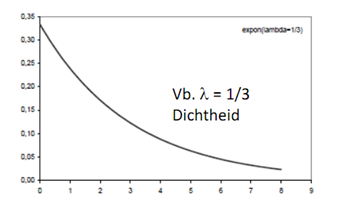 0,35
expon(lambda=1/3)
0,30
0,25
0,20
Vb. λ = 1/3
Dichtheid
0,15
0,10
0,05
0,00
0 1 2 3 4 5 6 7 8 9